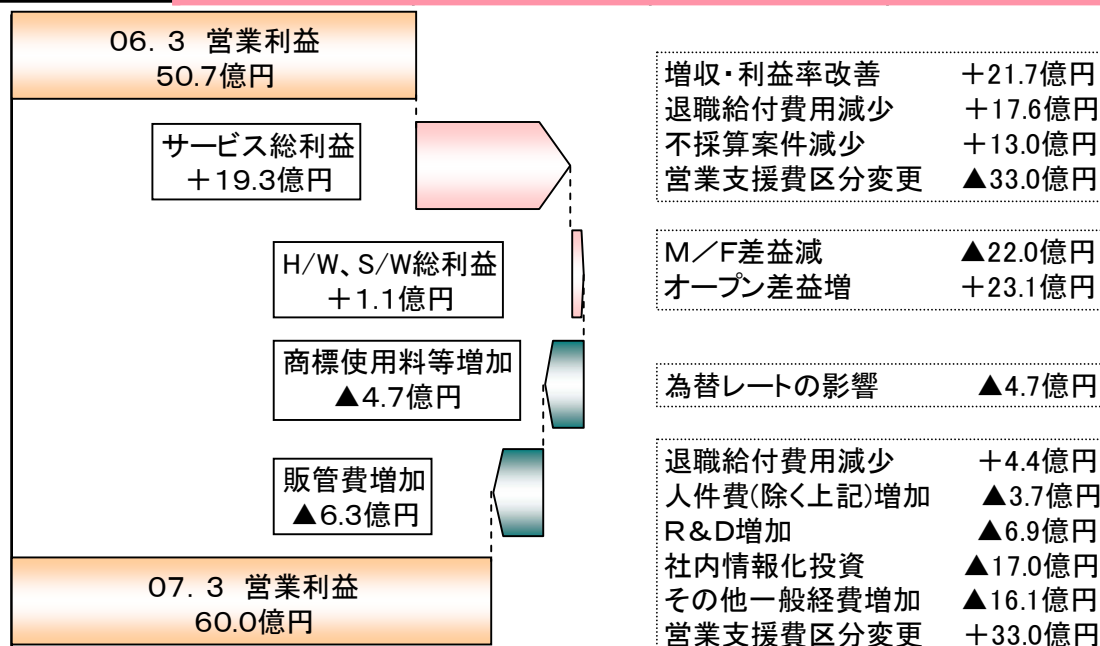 06.3 営業利益
50.7億円
サービス総利益
+19.3億円
増収・利益率改善 +21.7億円
退職給付費用減少 +17.6億円
不採算案件減少 +13.0億円
営業支援費区分変更 ▲33.0億円
H/W、S/W総利益
+1.1億円
M/F差益減 ▲22.0億円
オープン差益増 +23.1億円
商標使用料等増加
▲4.7億円
為替レートの影響 ▲4.7億円
販管費増加
▲6.3億円
退職給付費用減少 +4.4億円
人件費(除く上記)増加 ▲3.7億円
R&D増加 ▲6.9億円
社内情報化投資 ▲17.0億円
その他一般経費増加 ▲16.1億円
営業支援費区分変更 +33.0億円
07.3 営業利益
60.0億円